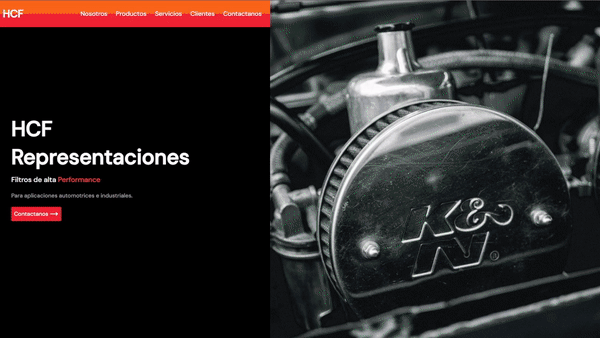 HCF
Nosotros Productos Servicios Clientes Contactanos
HCF
Representaciones
Filtros de alta Performance
Para aplicaciones automotrices e industriales.
Contactanos
K&
N ®